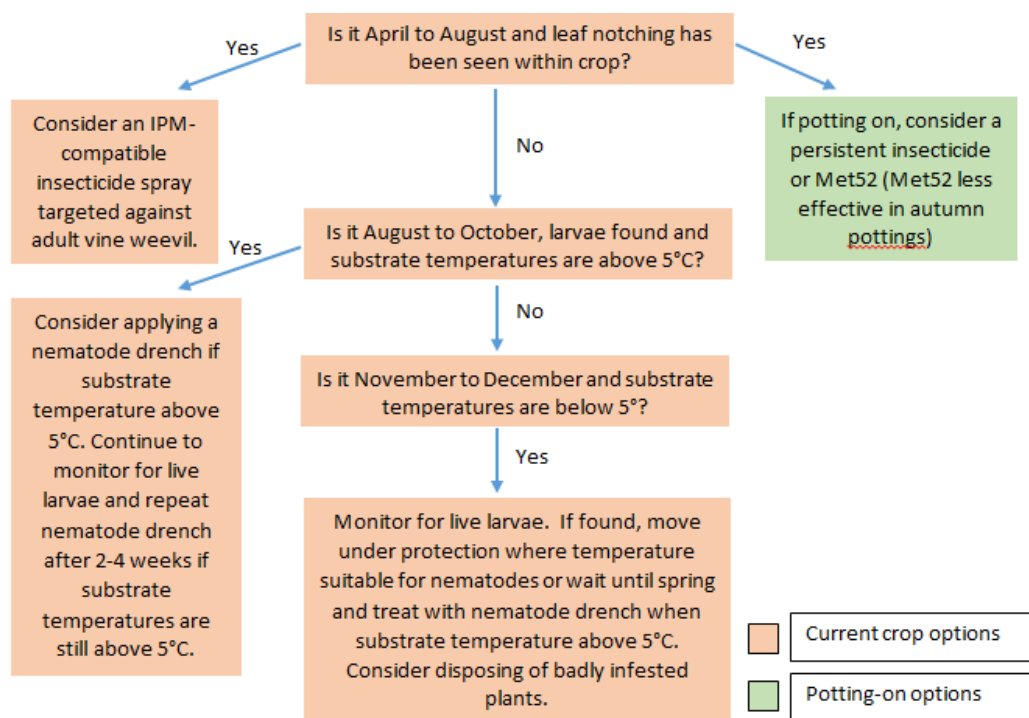 Is it April to August and leaf notching has
been seen within crop?
Yes
Yes
Consider an IPM-
compatible
insecticide spray
targeted against
adult vine weevil.
No
If potting on, consider a
persistent insecticide
or Met52 (Met52 less
effective in autumn
pottings)
Is it August to October, larvae found and
substrate temperatures are above 5°C?
Yes
Consider applying a
nematode drench if
substrate
temperature above
5°C. Continue to
monitor for live
larvae and repeat
nematode drench
after 2-4 weeks if
substrate
temperatures are
still above 5°C.
No
Is it November to December and substrate
temperatures are below 5°?
Yes
Monitor for live larvae.  If found, move
under protection where temperature
suitable for nematodes or wait until spring
and treat with nematode drench when
substrate temperature above 5°C.
Consider disposing of badly infested
plants.
Current crop options
Potting-on options